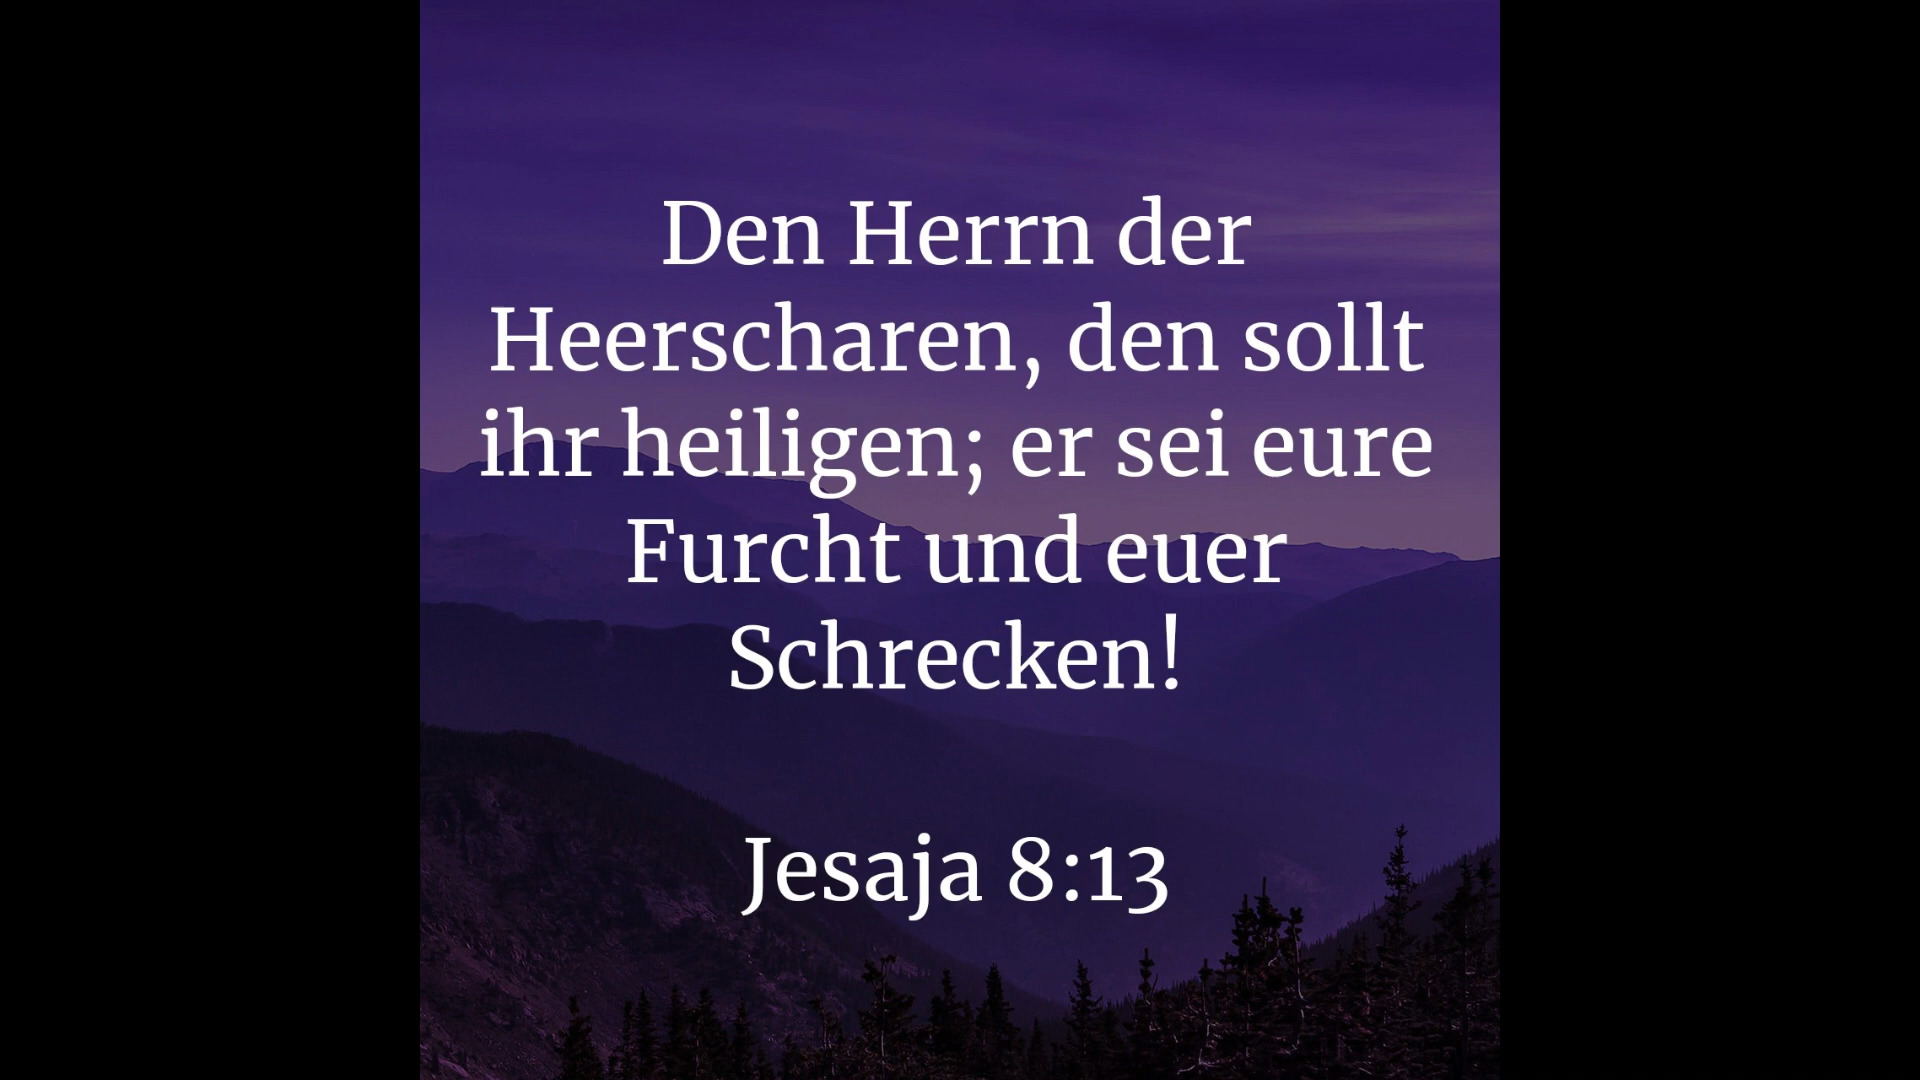 Den Herrn der
Heerscharen, den sollt
ihr heiligen; er sei eure
Furcht und euer
Schrecken!
Jesaja 8:13